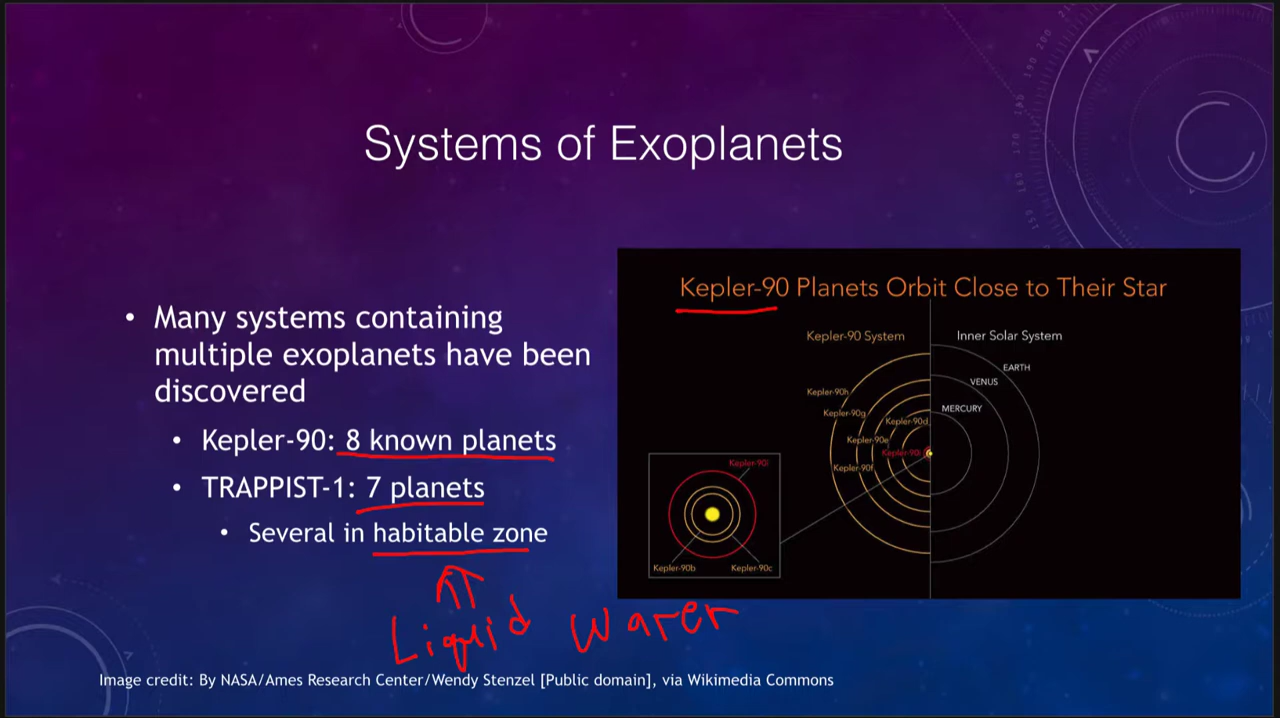 Systems of Exoplanets
• Many systems containing
multiple exoplanets have been
discovered
• Kepler-90: 8 known planets
• TRAPPIST-1: 7 planets
• Several in habitable zone
Liquid warer
Kepler-90 Planets Orbit Close to Their Star
Kepler-90 System
Inner Solar System
EARTH
VENUS
MERCURY
Kepler-90h
Kepler-90g
Kepler-90d
Kepler-90e
Kepler-90i
Kepler-90f
Kepler-90i
Kepler-90b
Kepler-90c
Image credit: By NASA/Ames Research Center/Wendy Stenzel [Public domain], via Wikimedia Commons